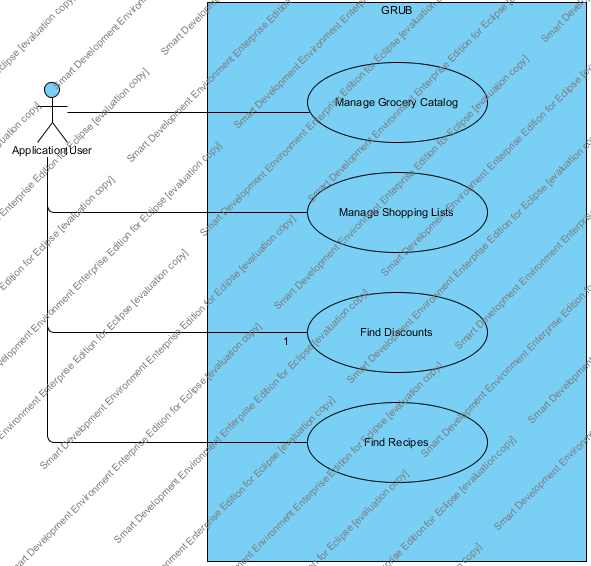 GRUB
Manage Grocery Catalog
Application User
Manage Shopping Lists
Find Discounts
1
Find Recipes
Smart Development Environment Enterprise Edition for Eclipse [evaluation copy]